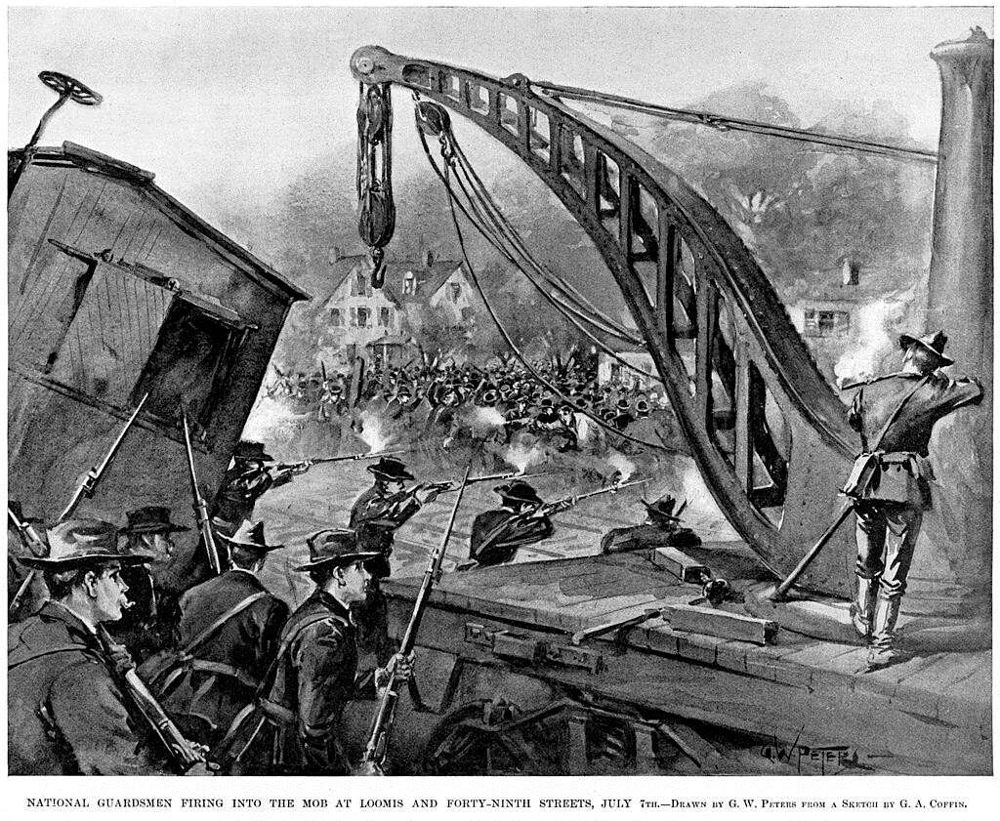 G.W. PETERS
NATIONAL GUARDSMEN FIRING INTO THE MOB AT LOOMIS AND FORTY-NINTH STREETS, JULY 7TH.—DRAWN BY G. W. PETERS FROM A SKETCH BY G. A. COFFIN.